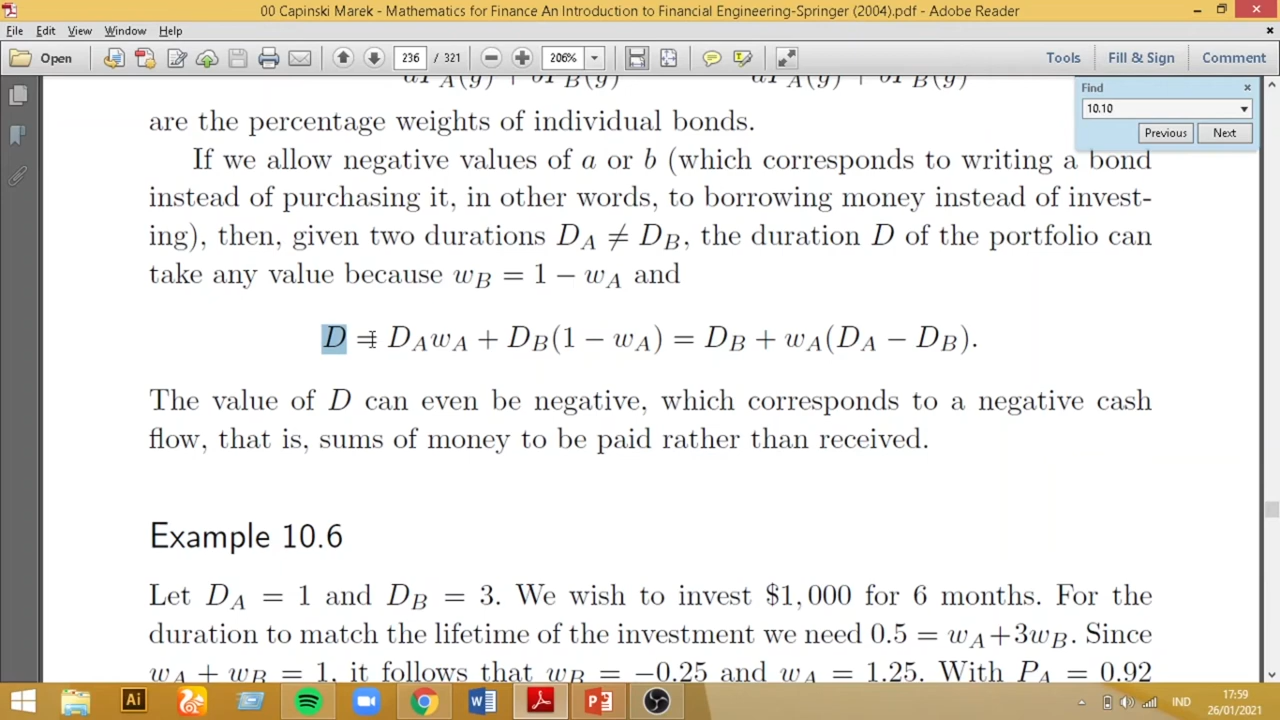 00 Capinski Marek - Mathematics for Finance An Introduction to Financial Engineering-Springer (2004).pdf - Adobe Reader
File Edit View Window Help
Open 236 / 321 206% Tools Fill & Sign Comment
Find
10.10
Previous Next
are the percentage weights of individual bonds.
If we allow negative values of a or b (which corresponds to writing a bond
instead of purchasing it, in other words, to borrowing money instead of invest-
ing), then, given two durations D_A ≠ D_B, the duration D of the portfolio can
take any value because w_B = 1 − w_A and
D = D_A w_A + D_B(1 − w_A) = D_B + w_A(D_A − D_B).
The value of D can even be negative, which corresponds to a negative cash
flow, that is, sums of money to be paid rather than received.
Example 10.6
Let D_A = 1 and D_B = 3. We wish to invest $1,000 for 6 months. For the
duration to match the lifetime of the investment we need 0.5 = w_A+3w_B. Since
w_A + w_B = 1, it follows that w_B = −0.25 and w_A = 1.25. With P_A = 0.92
Ai W P IND 17:59
26/01/2021